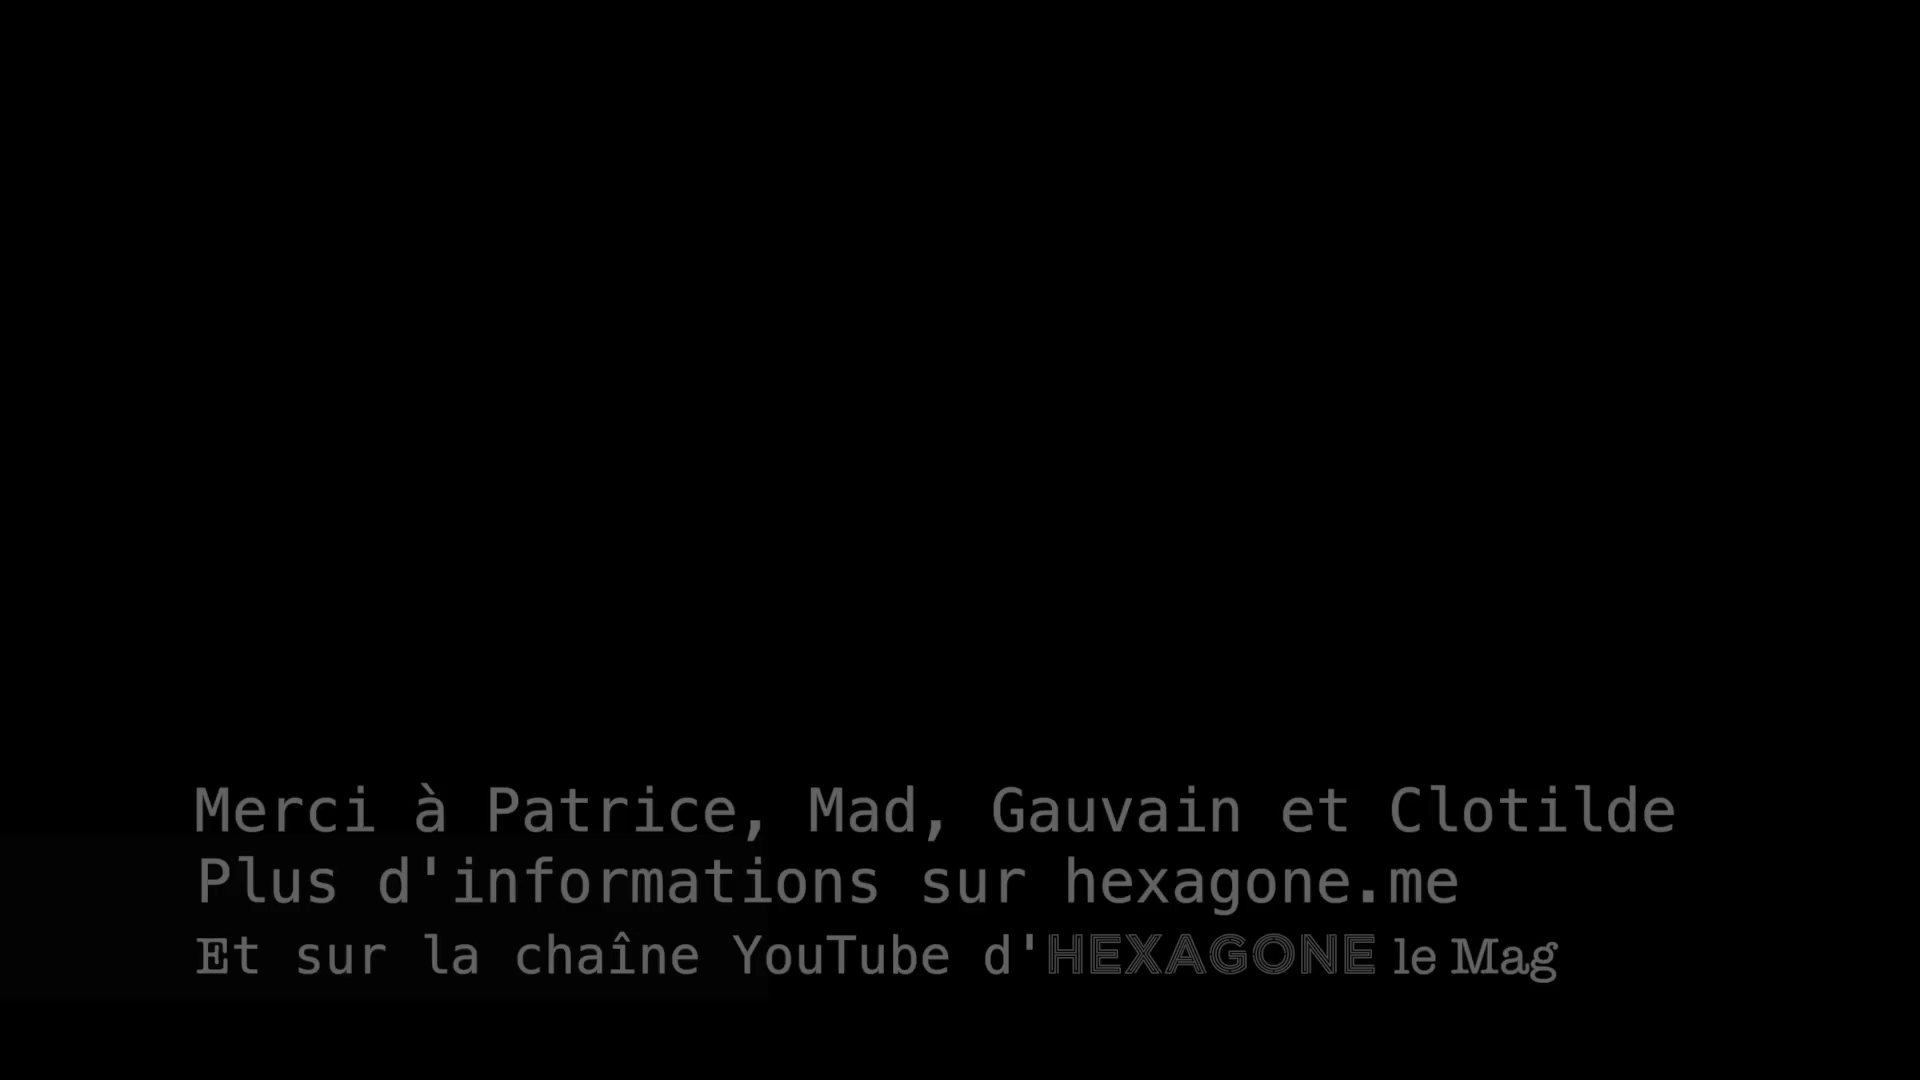 Merci à Patrice, Mad, Gauvain et Clotilde
Plus d'informations sur hexagone.me
Et sur la chaîne YouTube d'HEXAGONE le Mag